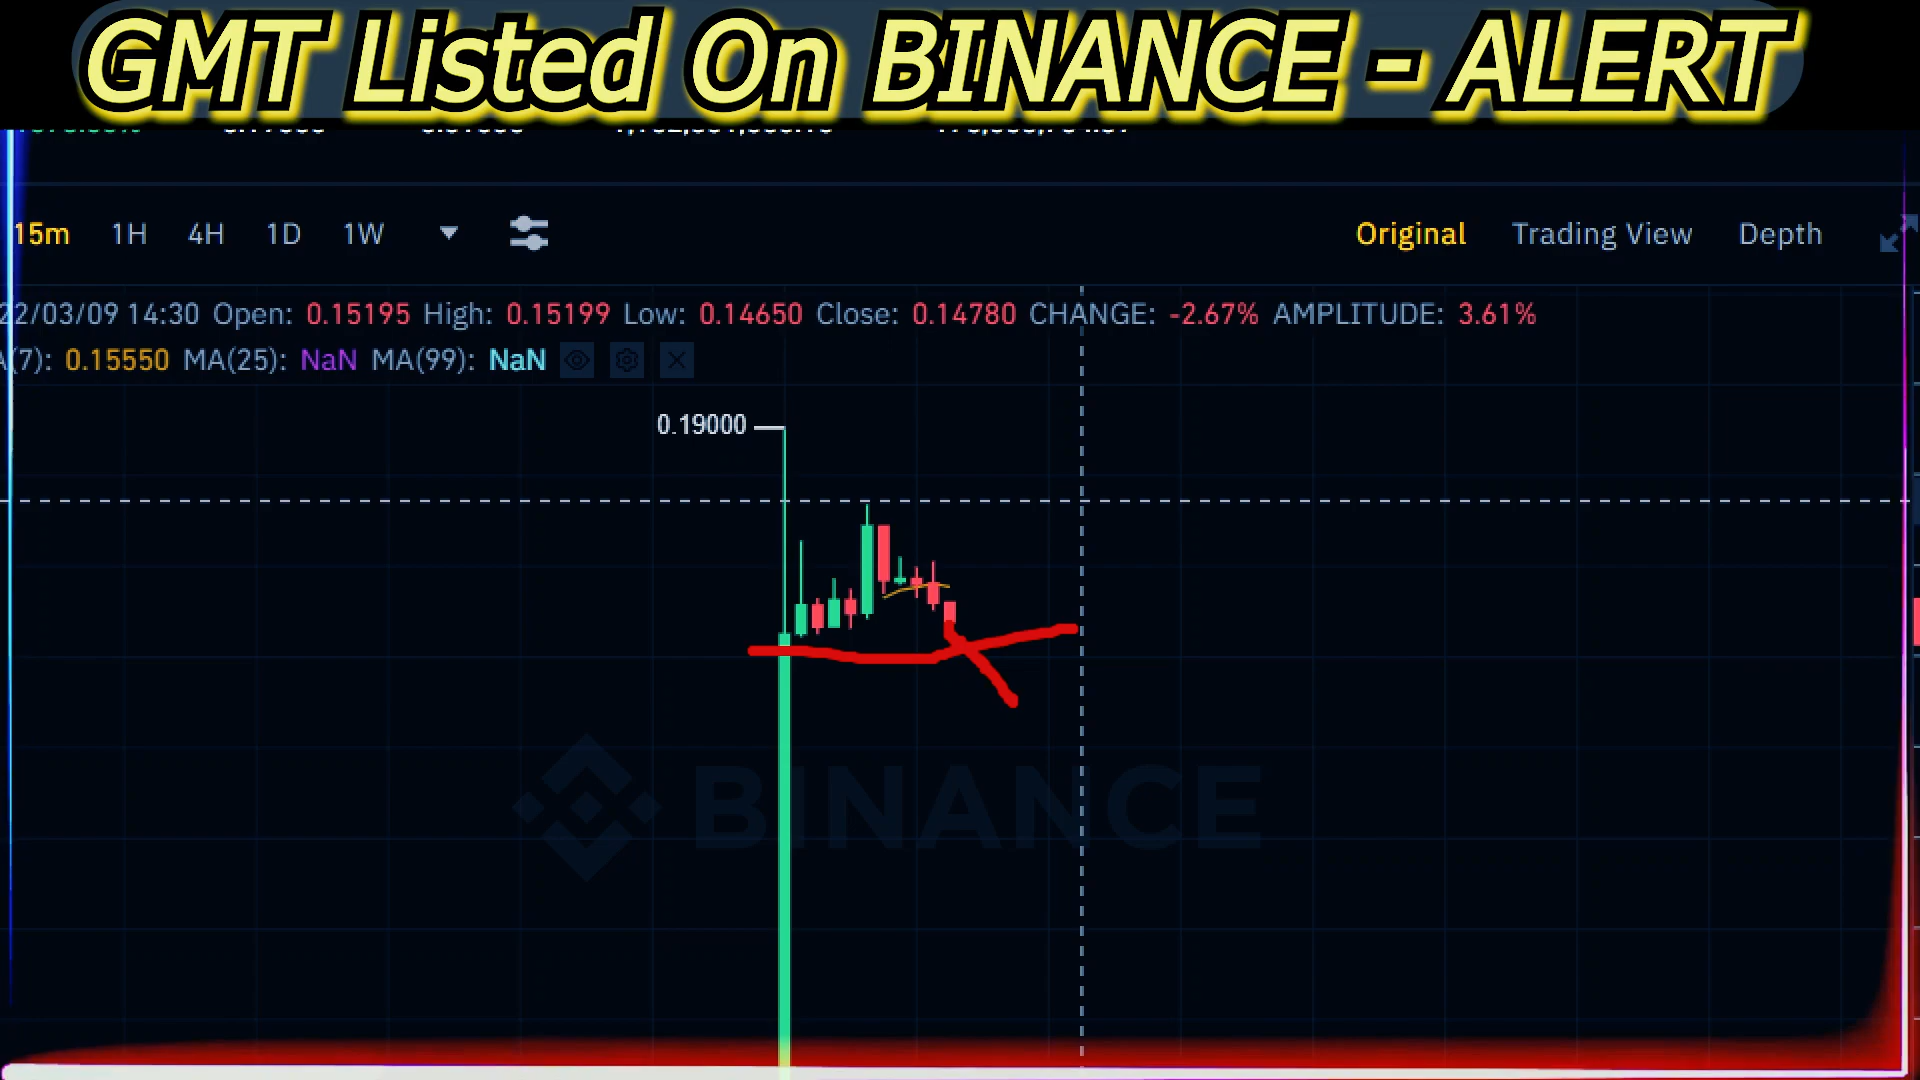 GMT Listed On BINANCE - ALERT
15m 1H 4H 1D 1W Original Trading View Depth
22/03/09 14:30 Open: 0.15195 High: 0.15199 Low: 0.14650 Close: 0.14780 CHANGE: -2.67% AMPLITUDE: 3.61%
(7): 0.15550 MA(25): NaN MA(99): NaN
0.19000
BINANCE